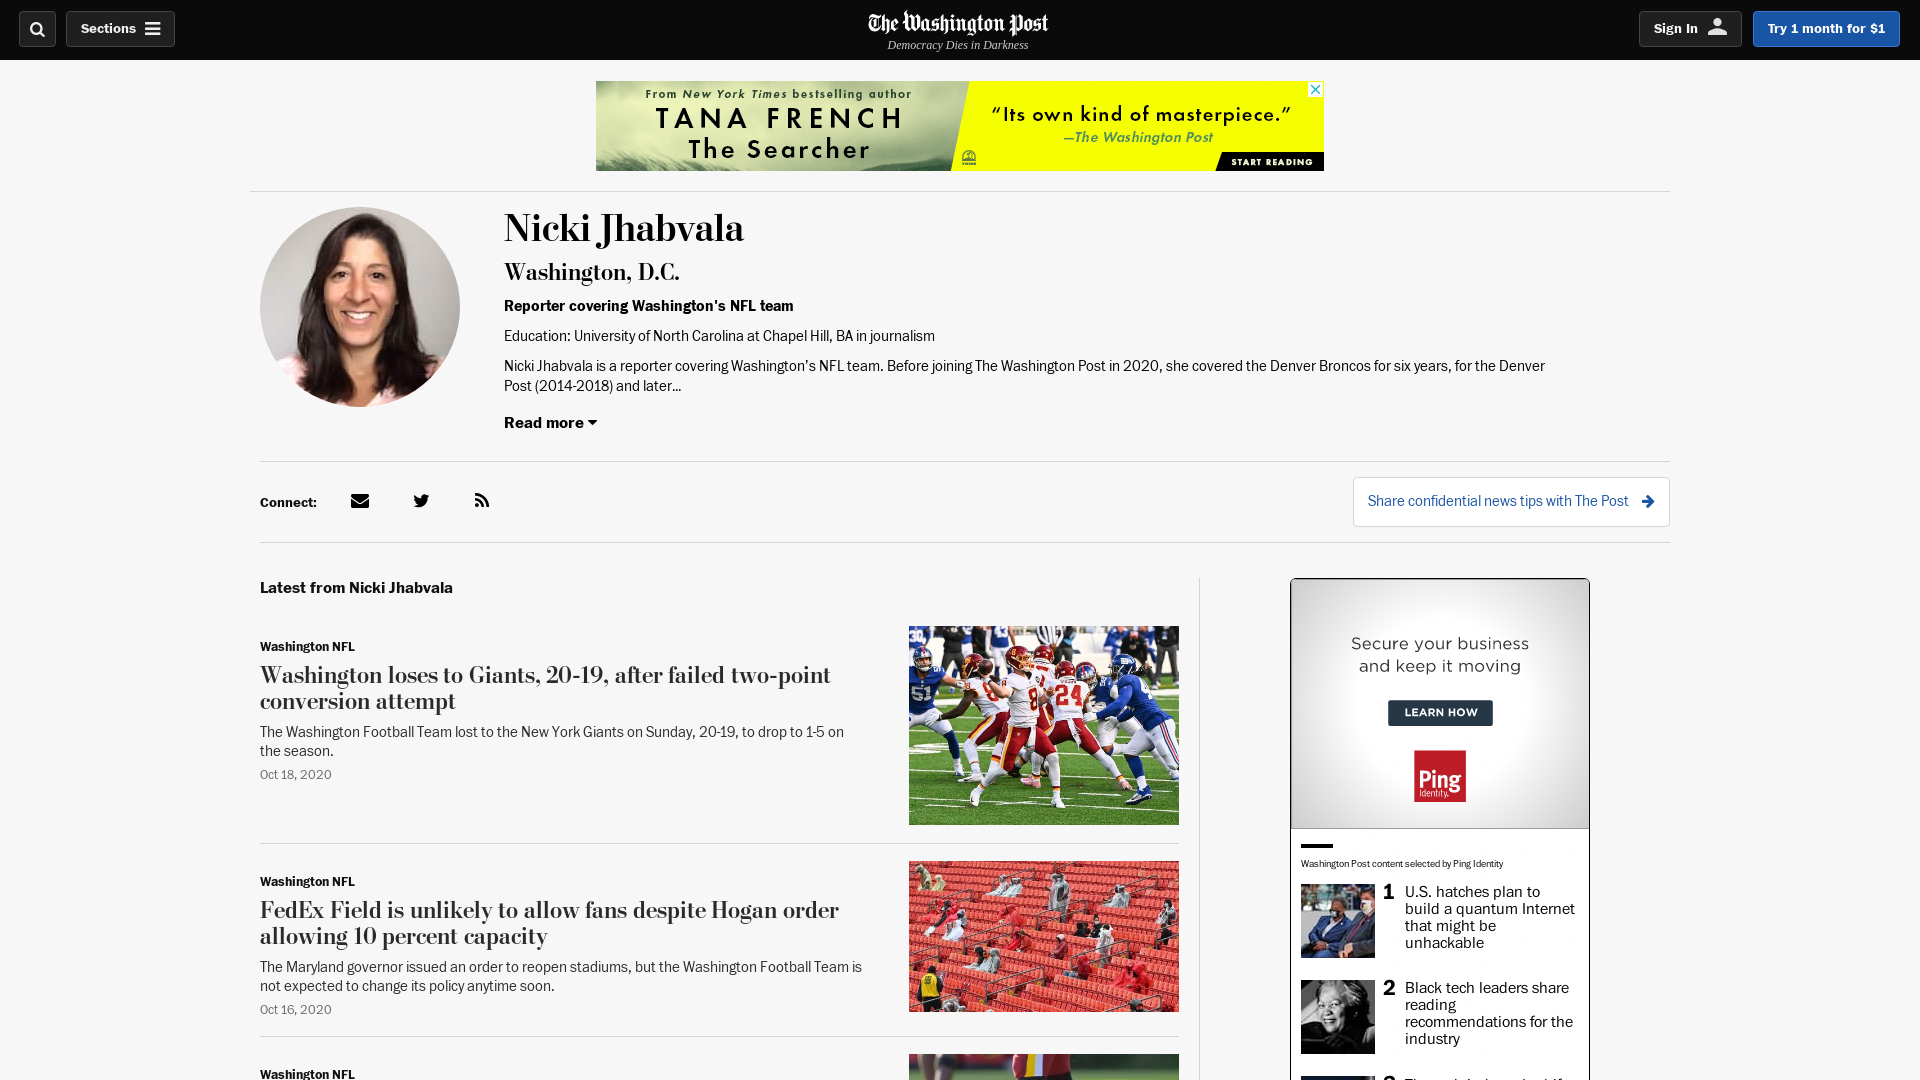 Sections
The Washington Post
Democracy Dies in Darkness
Sign In
Try 1 month for $1
From New York Times bestselling author
TANA FRENCH
The Searcher
“Its own kind of masterpiece.”
—The Washington Post
START READING
Nicki Jhabvala
Washington, D.C.
Reporter covering Washington's NFL team
Education: University of North Carolina at Chapel Hill, BA in journalism
Nicki Jhabvala is a reporter covering Washington’s NFL team. Before joining The Washington Post in 2020, she covered the Denver Broncos for six years, for the Denver
Post (2014-2018) and later...
Read more
Connect:
Share confidential news tips with The Post
Latest from Nicki Jhabvala
Washington NFL
Washington loses to Giants, 20-19, after failed two-point
conversion attempt
The Washington Football Team lost to the New York Giants on Sunday, 20-19, to drop to 1-5 on
the season.
Oct 18, 2020
51
8
24
Washington NFL
FedEx Field is unlikely to allow fans despite Hogan order
allowing 10 percent capacity
The Maryland governor issued an order to reopen stadiums, but the Washington Football Team is
not expected to change its policy anytime soon.
Oct 16, 2020
Washington NFL
Secure your business
and keep it moving
LEARN HOW
Ping
Identity.
Washington Post content selected by Ping Identity
1
U.S. hatches plan to
build a quantum Internet
that might be
unhackable
2
Black tech leaders share
reading
recommendations for the
industry